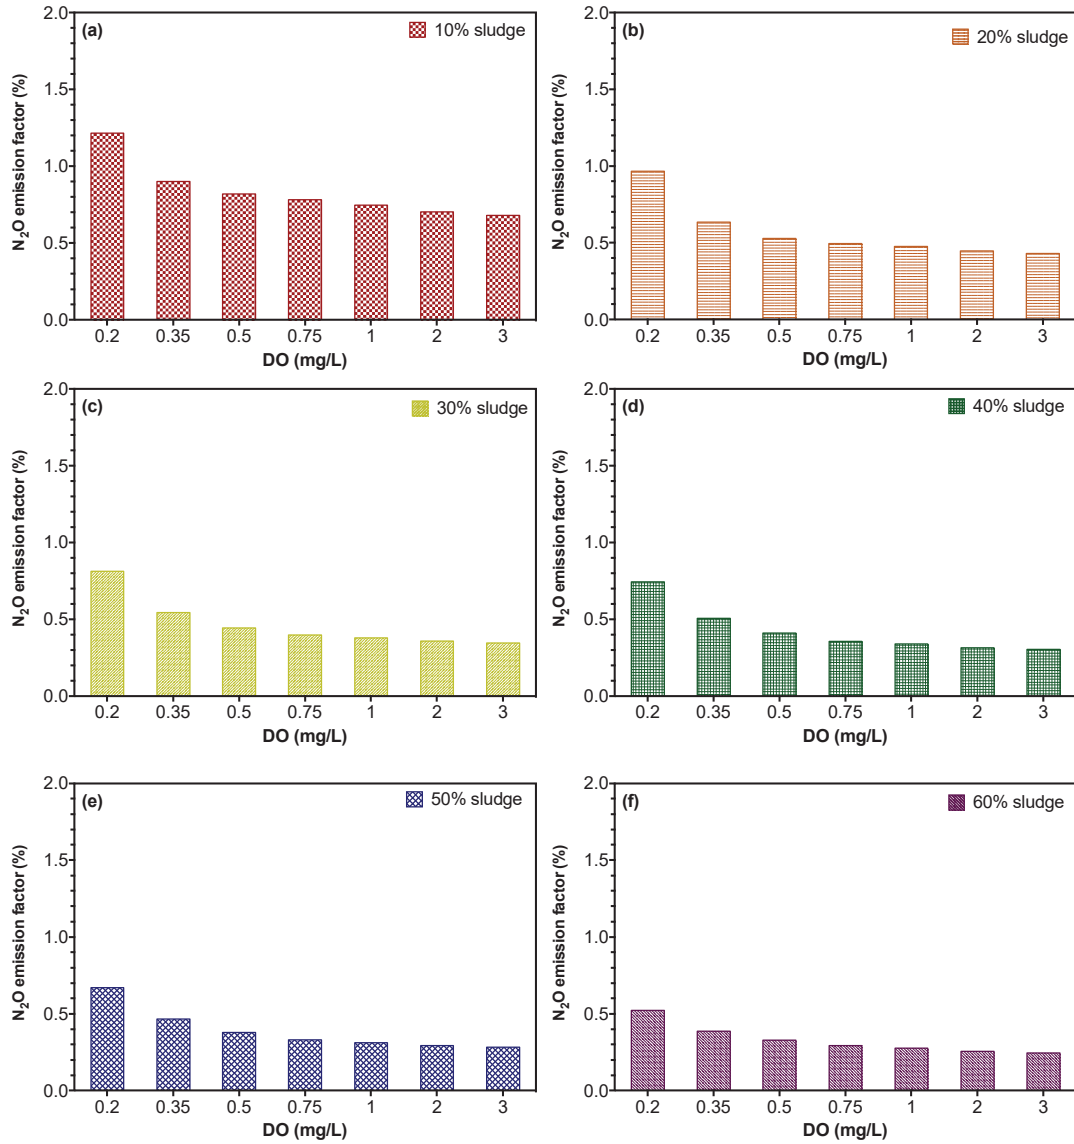 (a)
10% sludge
N₂O emission factor (%)
2.0
1.5
1.0
0.5
0.0
0.2 0.35 0.5 0.75 1 2 3
DO (mg/L)
(b)
20% sludge
N₂O emission factor (%)
2.0
1.5
1.0
0.5
0.0
0.2 0.35 0.5 0.75 1 2 3
DO (mg/L)
(c)
30% sludge
N₂O emission factor (%)
2.0
1.5
1.0
0.5
0.0
0.2 0.35 0.5 0.75 1 2 3
DO (mg/L)
(d)
40% sludge
N₂O emission factor (%)
2.0
1.5
1.0
0.5
0.0
0.2 0.35 0.5 0.75 1 2 3
DO (mg/L)
(e)
50% sludge
N₂O emission factor (%)
2.0
1.5
1.0
0.5
0.0
0.2 0.35 0.5 0.75 1 2 3
DO (mg/L)
(f)
60% sludge
N₂O emission factor (%)
2.0
1.5
1.0
0.5
0.0
0.2 0.35 0.5 0.75 1 2 3
DO (mg/L)